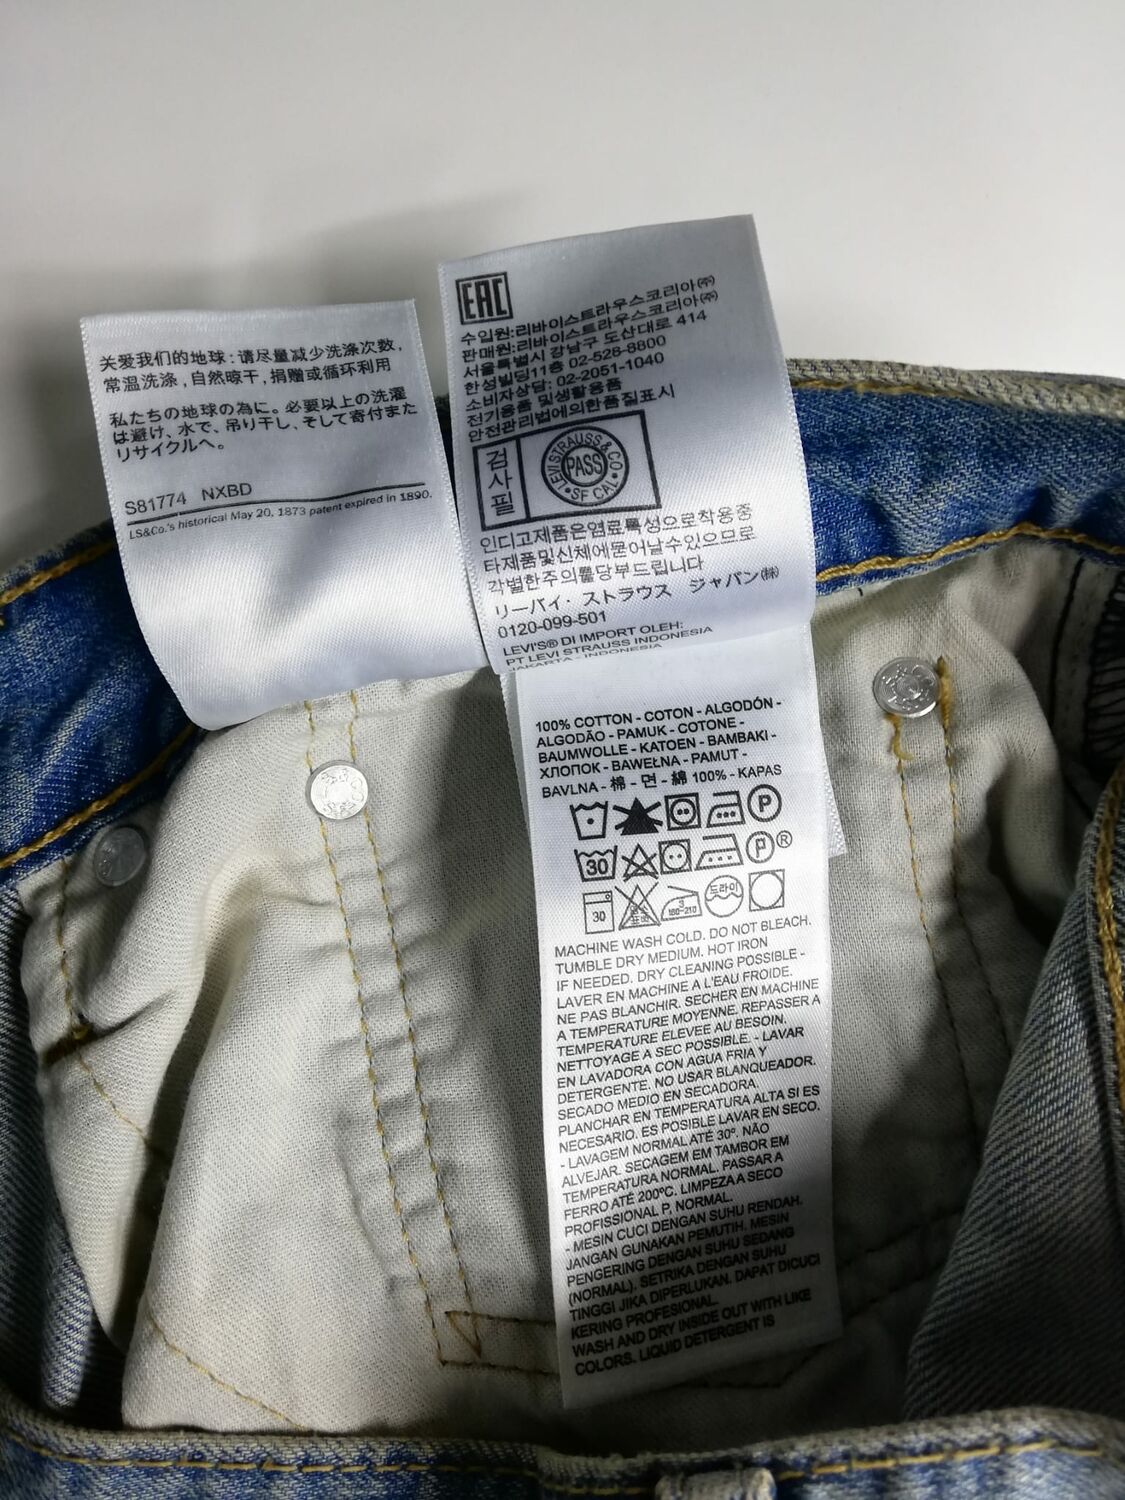 关爱我们的地球：请尽量减少洗涤次数，
常温洗涤，自然晾干，捐赠或循环利用
私たちの地球の為に。必要以上の洗濯
は避け、水で、吊り干し、そして寄付また
リサイクルへ。
S81774 NXBD
LS&Co.'s historical May 20, 1873 patent expired in 1890.
EAC
수입원:리바이스트라우스코리아㈜
판매원:리바이스트라우스코리아㈜
서울특별시 강남구 도산대로 414
한성빌딩11층 02-528-8800
소비자상담: 02-2051-1040
전기용품 및생활용품
안전관리법에의한품질표시
검사필
LEVI STRAUSS & CO
PASS
SF CAL
인디고제품은염료특성으로착용중
타제품및신체에묻어날수있으므로
각별한주의를당부드립니다
リーバイ・ストラウス ジャパン㈱
0120-099-501
LEVI'S® DI IMPORT OLEH:
PT LEVI STRAUSS INDONESIA
JAKARTA - INDONESIA
100% COTTON - COTON - ALGODÓN -
ALGODÃO - PAMUK - COTONE -
BAUMWOLLE - KATOEN - BAMBAKI -
ХЛОПОК - BAWEŁNA - PAMUT -
BAVLNA - 棉 - 면 - 綿 100% - KAPAS
P
30 P ®
30 3 180-210 드라이
MACHINE WASH COLD. DO NOT BLEACH.
TUMBLE DRY MEDIUM. HOT IRON
IF NEEDED. DRY CLEANING POSSIBLE -
LAVER EN MACHINE A L'EAU FROIDE.
NE PAS BLANCHIR. SECHER EN MACHINE
A TEMPERATURE MOYENNE. REPASSER A
TEMPERATURE ELEVEE AU BESOIN.
NETTOYAGE A SEC POSSIBLE. - LAVAR
EN LAVADORA CON AGUA FRIA Y
DETERGENTE. NO USAR BLANQUEADOR.
SECADO MEDIO EN SECADORA.
PLANCHAR EN TEMPERATURA ALTA SI ES
NECESARIO. ES POSIBLE LAVAR EN SECO.
- LAVAGEM NORMAL ATÉ 30º. NÃO
ALVEJAR. SECAGEM EM TAMBOR EM
TEMPERATURA NORMAL. PASSAR A
FERRO ATÉ 200ºC. LIMPEZA A SECO
PROFISSIONAL P, NORMAL.
- MESIN CUCI DENGAN SUHU RENDAH.
JANGAN GUNAKAN PEMUTIH. MESIN
PENGERING DENGAN SUHU SEDANG
(NORMAL). SETRIKA DENGAN SUHU
TINGGI JIKA DIPERLUKAN. DAPAT DICUCI
KERING PROFESIONAL.
WASH AND DRY INSIDE OUT WITH LIKE
COLORS. LIQUID DETERGENT IS